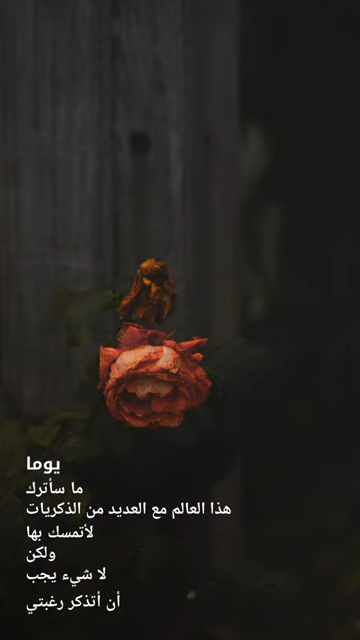 يوما
ما سأترك
هذا العالم مع العديد من الذكريات
لأتمسك بها
ولكن
لا شيء يجب
أن أتذكر رغبتي